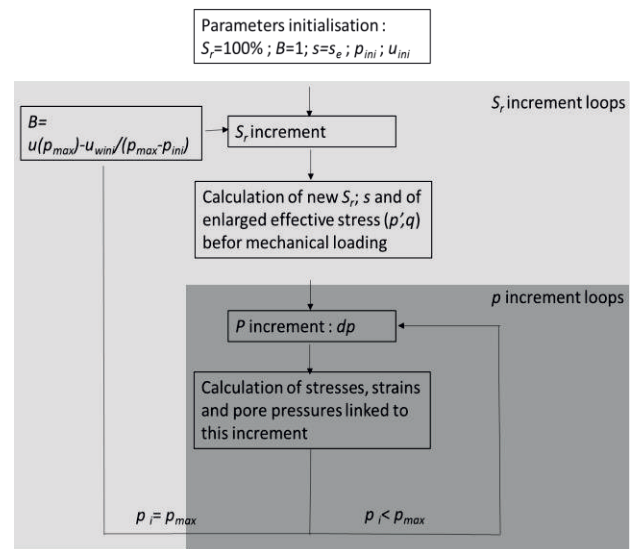 Parameters initialisation :
Sr=100% ; B=1; s=se ; pini ; uini
Sr increment loops
B=
u(pmax)-uwini/(pmax-pini)
Sr increment
Calculation of new Sr; s and of
enlarged effective stress (p',q)
befor mechanical loading
p increment loops
P increment : dp
Calculation of stresses, strains
and pore pressures linked to
this increment
p i= pmax
p i< pmax